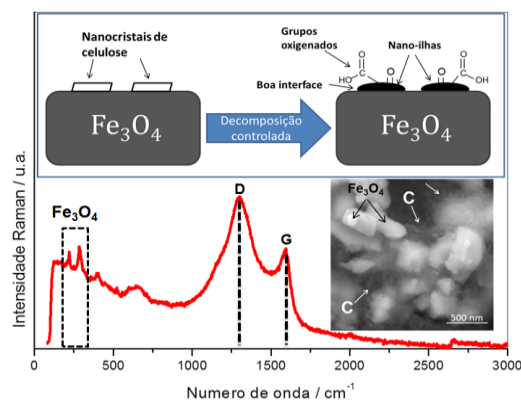 Nanocristais de
celulose
Fe3O4
Decomposição
controlada
Grupos
oxigenados
Nano-ilhas
Boa interface
O
C
HO
O
O
O
C
OH
Fe3O4
Intensidade Raman / u.a.
Fe3O4
D
G
Fe3O4
C
C
500 nm
0 500 1000 1500 2000 2500 3000
Numero de onda / cm-1